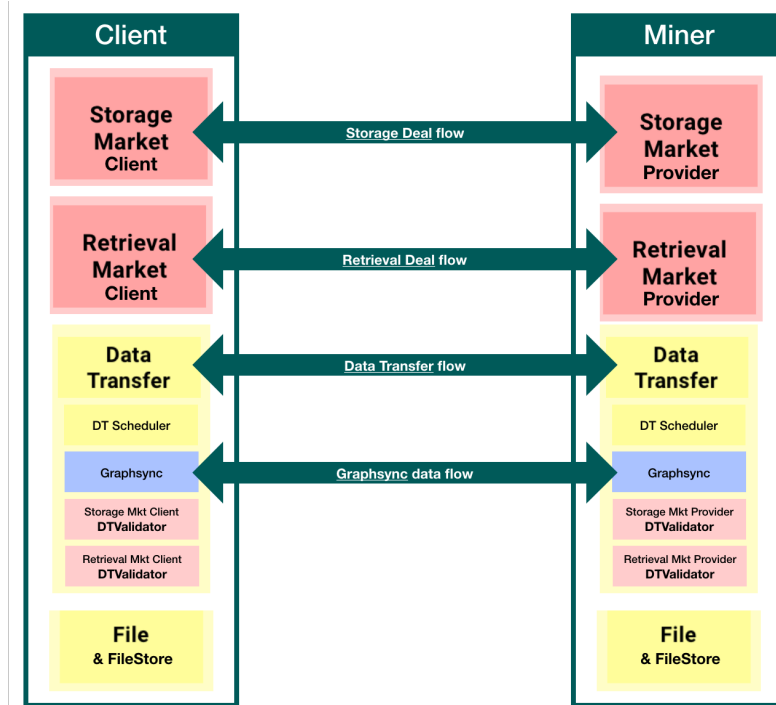 Client
Miner
Storage
Market
Client
Storage Deal flow
Storage
Market
Provider
Retrieval
Market
Client
Retrieval Deal flow
Retrieval
Market
Provider
Data
Transfer
Data Transfer flow
Data
Transfer
DT Scheduler
DT Scheduler
Graphsync
Graphsync data flow
Graphsync
Storage Mkt Client
DTValidator
Storage Mkt Provider
DTValidator
Retrieval Mkt Client
DTValidator
Retrieval Mkt Provider
DTValidator
File
& FileStore
File
& FileStore